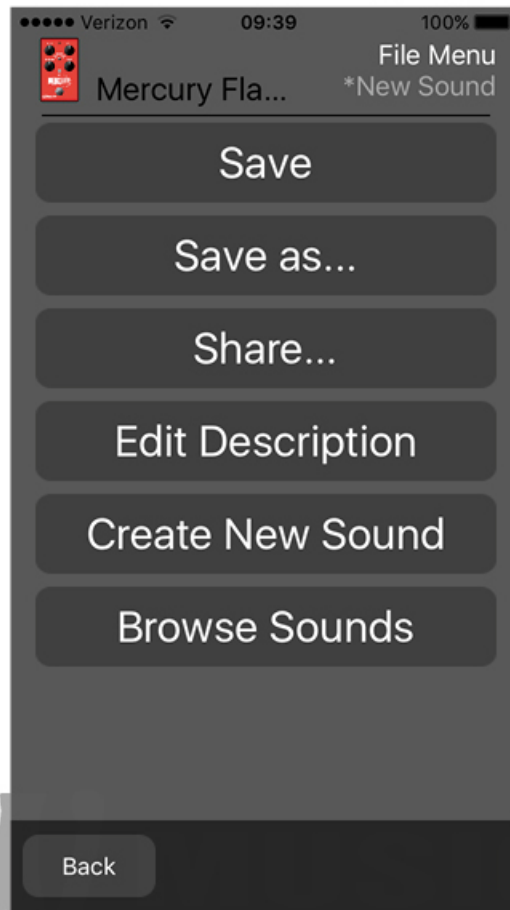 Verizon 09:39 100%
File Menu
Mercury Fla... *New Sound
Save
Save as...
Share...
Edit Description
Create New Sound
Browse Sounds
Back